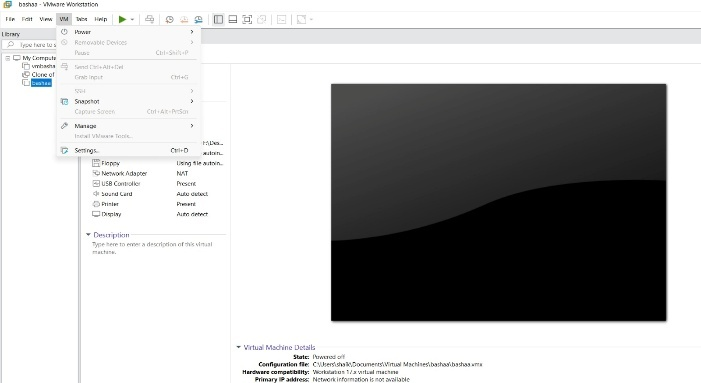 bashaa - VMware Workstation
File Edit View VM Tabs Help
Library
Type here to s
My Compute
vmbasha
Clone of
bashaa
Power
Removable Devices
Pause Ctrl+Shift+P
Send Ctrl+Alt+Del
Grab Input Ctrl+G
SSH
Snapshot
Capture Screen Ctrl+Alt+PrtScn
Manage
Install VMware Tools...
Settings... Ctrl+D
F:\Des...
autoin...
Floppy Using file autoin...
Network Adapter NAT
USB Controller Present
Sound Card Auto detect
Printer Present
Display Auto detect
Description
Type here to enter a description of this virtual
machine.
Virtual Machine Details
State: Powered off
Configuration file: C:\Users\shaik\Documents\Virtual Machines\bashaa\bashaa.vmx
Hardware compatibility: Workstation 17.x virtual machine
Primary IP address: Network information is not available